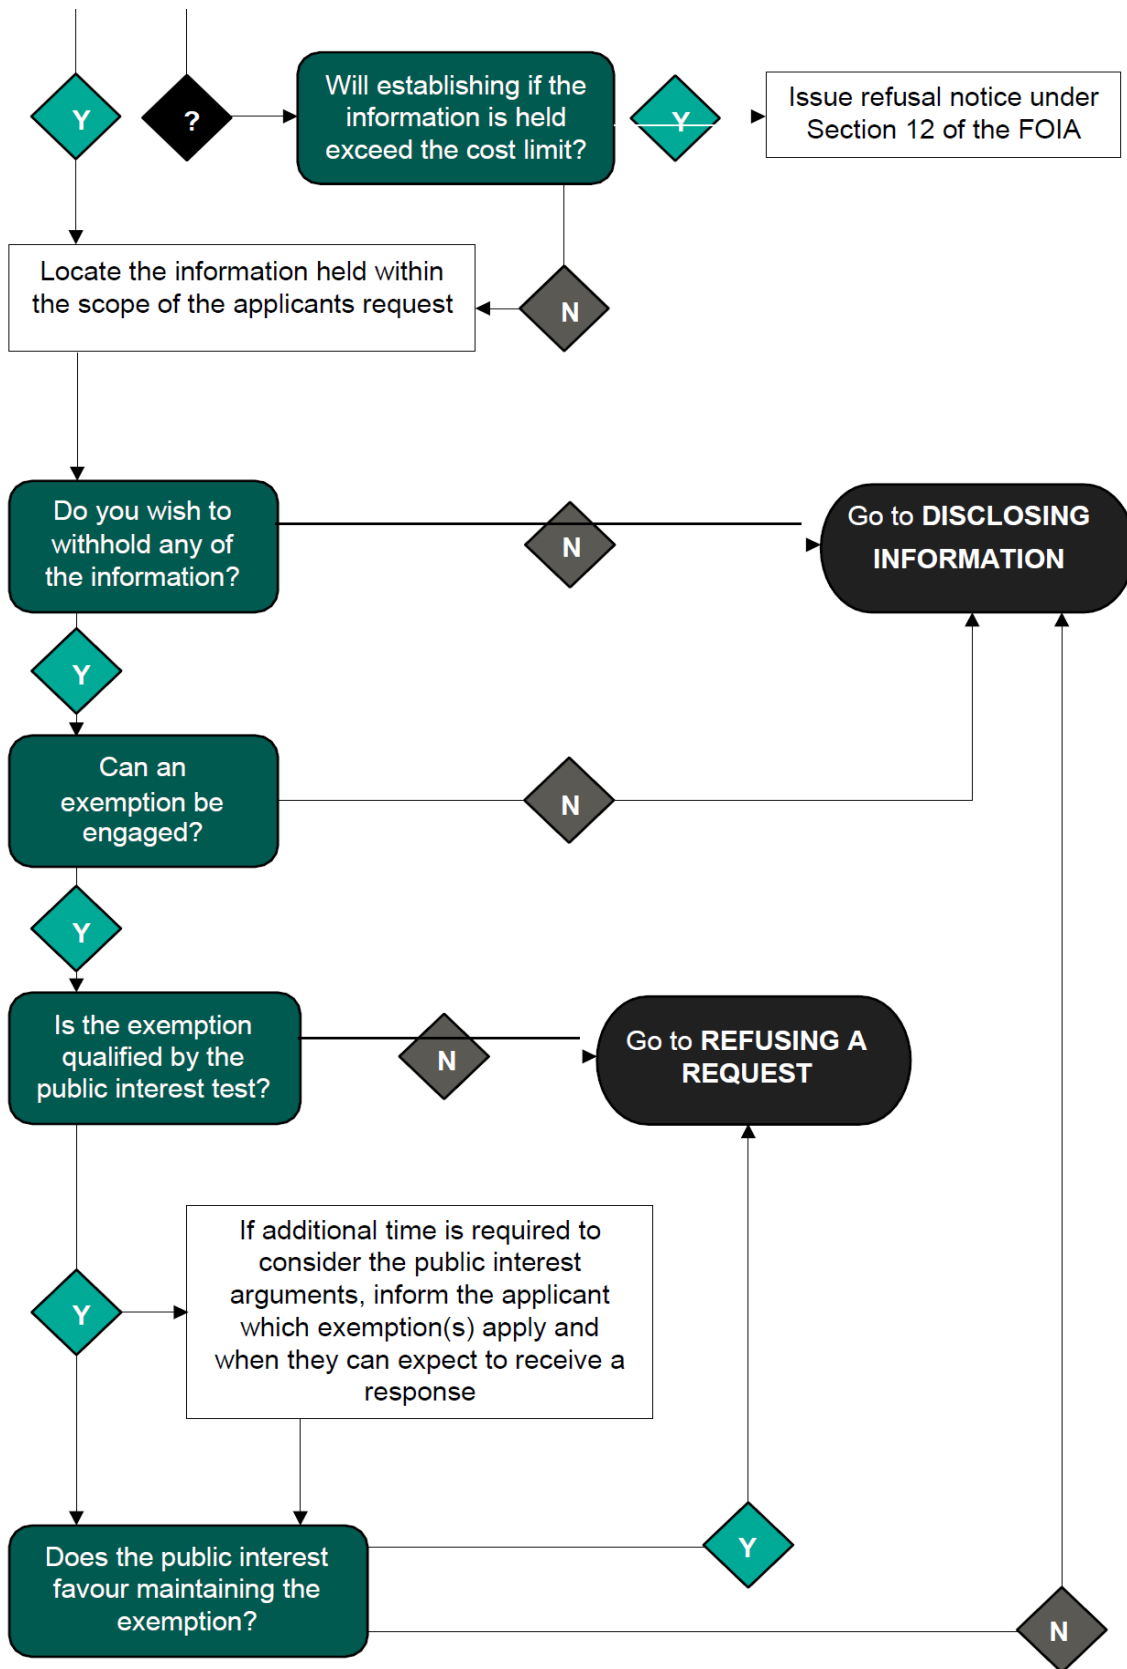 Y
?
Will establishing if the
information is held
exceed the cost limit?
Y
Issue refusal notice under
Section 12 of the FOIA
Locate the information held within
the scope of the applicants request
N
Do you wish to
withhold any of
the information?
N
Go to DISCLOSING
INFORMATION
Y
Can an
exemption be
engaged?
N
Y
Is the exemption
qualified by the
public interest test?
N
Go to REFUSING A
REQUEST
If additional time is required to
consider the public interest
arguments, inform the applicant
which exemption(s) apply and
when they can expect to receive a
response
Y
Does the public interest
favour maintaining the
exemption?
Y
N